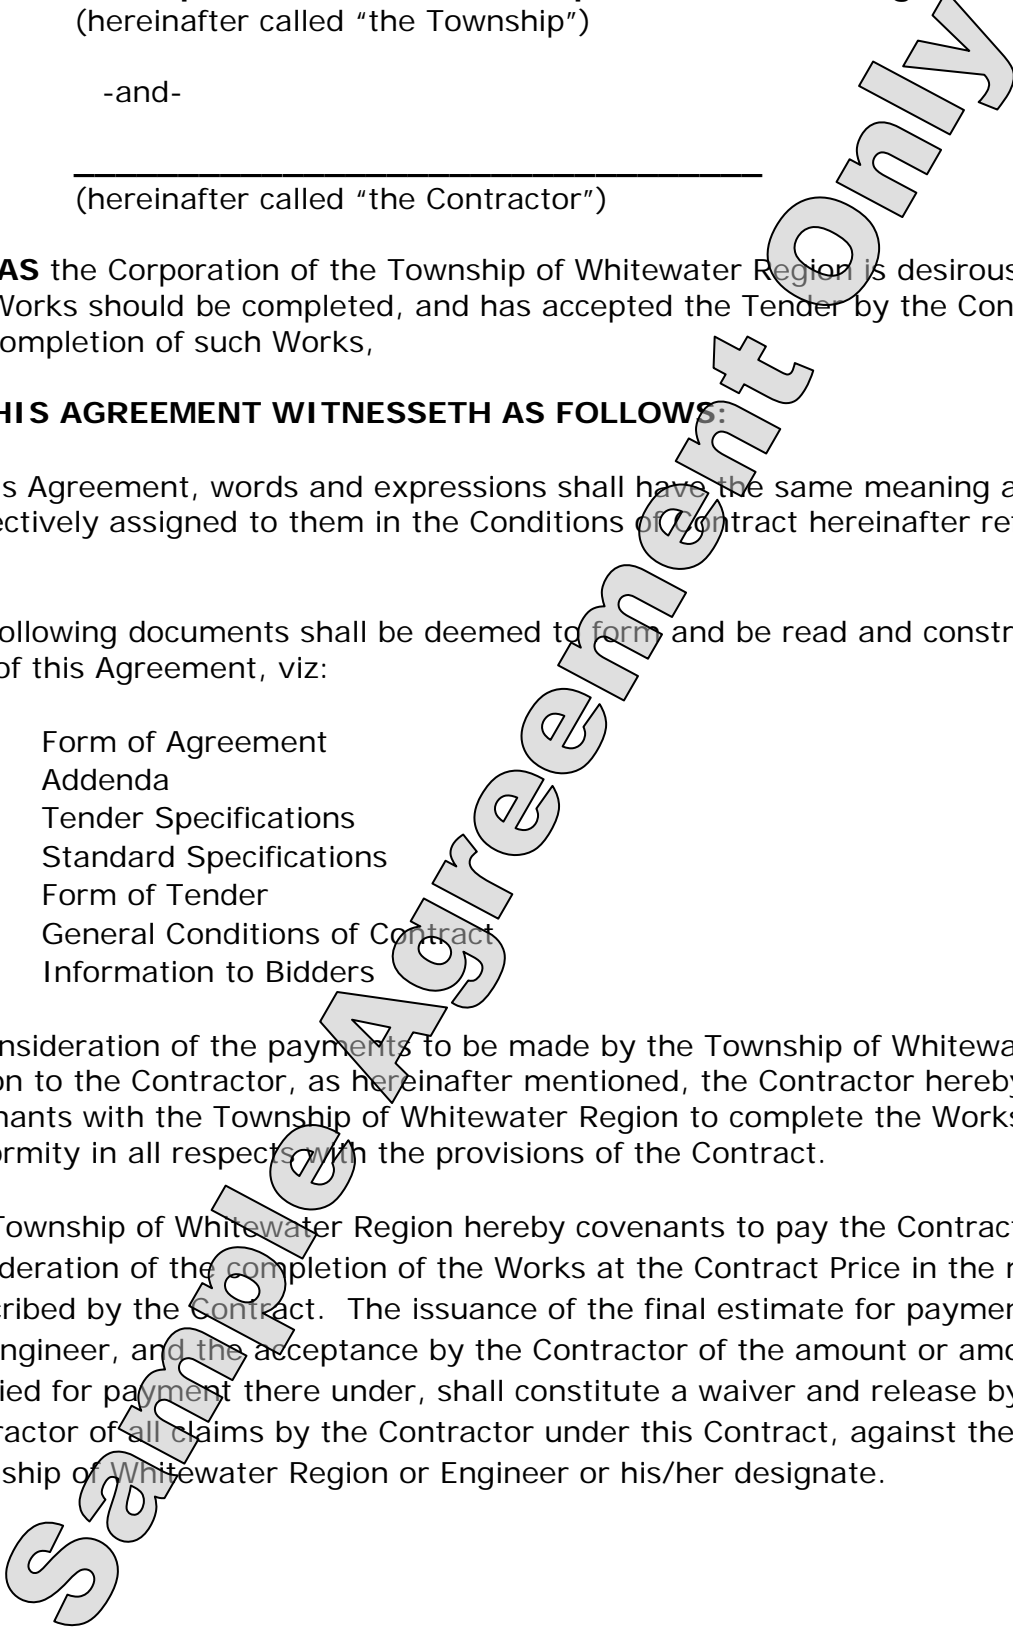 (hereinafter called “the Township”)
-and-
(hereinafter called “the Contractor”)
AS the Corporation of the Township of Whitewater Region is desirous
Works should be completed, and has accepted the Tender by the Con
ompletion of such Works,
HIS AGREEMENT WITNESSETH AS FOLLOWS:
s Agreement, words and expressions shall have the same meaning a
ectively assigned to them in the Conditions of Contract hereinafter ref
ollowing documents shall be deemed to form and be read and constr
of this Agreement, viz:
Form of Agreement
Addenda
Tender Specifications
Standard Specifications
Form of Tender
General Conditions of Contract
Information to Bidders
nsideration of the payments to be made by the Township of Whitewa
on to the Contractor, as hereinafter mentioned, the Contractor hereby
nants with the Township of Whitewater Region to complete the Works
ormity in all respects with the provisions of the Contract.
Township of Whitewater Region hereby covenants to pay the Contract
deration of the completion of the Works at the Contract Price in the m
cribed by the Contract.  The issuance of the final estimate for paymen
ngineer, and the acceptance by the Contractor of the amount or amo
ied for payment there under, shall constitute a waiver and release by
ractor of all claims by the Contractor under this Contract, against the
ship of Whitewater Region or Engineer or his/her designate.
Sample Agreement Only